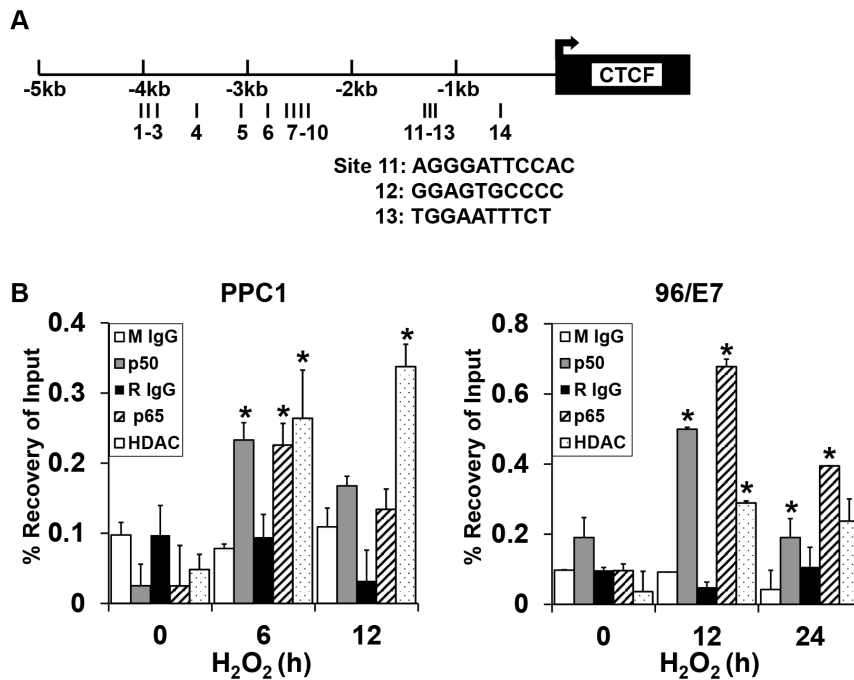 A
CTCF
-5kb -4kb -3kb -2kb -1kb
1-3 4 5 6 7-10 11-13 14
Site 11: AGGGATTCCAC
12: GGAGTGCCCC
13: TGGAATTTCT
B
PPC1
% Recovery of Input
0.4
0.3
0.2
0.1
0
M IgG
p50
R IgG
p65
HDAC
*
*
*
*
0 6 12
H₂O₂ (h)
96/E7
% Recovery of Input
0.8
0.6
0.4
0.2
0
M IgG
p50
R IgG
p65
HDAC
*
*
*
*
*
0 12 24
H₂O₂ (h)